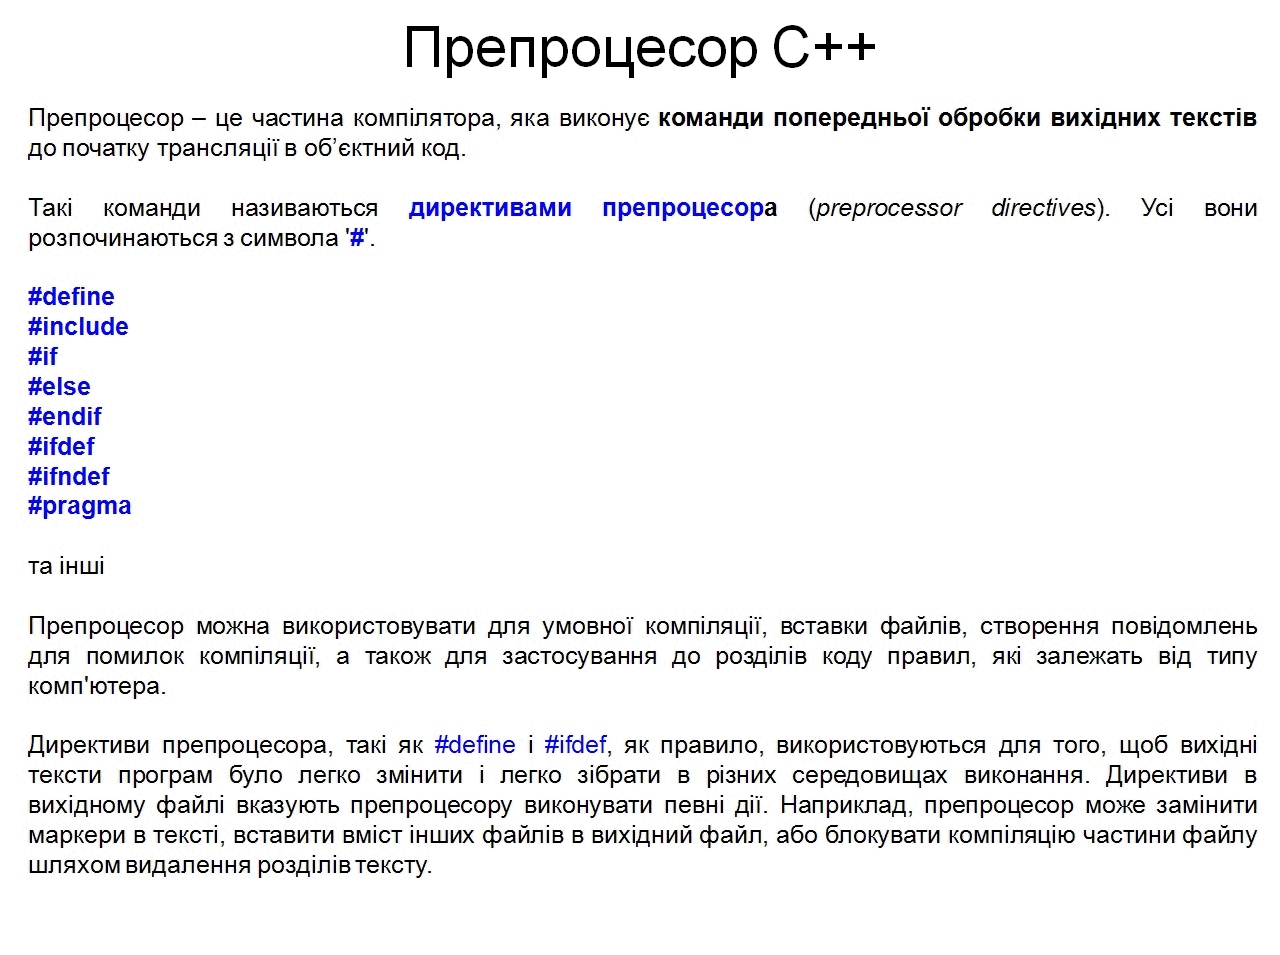 Препроцесор C++
Препроцесор – це частина компілятора, яка виконує команди попередньої обробки вихідних текстів
до початку трансляції в об’єктний код.
Такі команди називаються директивами препроцесора (preprocessor directives). Усі вони
розпочинаються з символа '#'.
#define
#include
#if
#else
#endif
#ifdef
#ifndef
#pragma
та інші
Препроцесор можна використовувати для умовної компіляції, вставки файлів, створення повідомлень
для помилок компіляції, а також для застосування до розділів коду правил, які залежать від типу
комп'ютера.
Директиви препроцесора, такі як #define і #ifdef, як правило, використовуються для того, щоб вихідні
тексти програм було легко змінити і легко зібрати в різних середовищах виконання. Директиви в
вихідному файлі вказують препроцесору виконувати певні дії. Наприклад, препроцесор може замінити
маркери в тексті, вставити вміст інших файлів в вихідний файл, або блокувати компіляцію частини файлу
шляхом видалення розділів тексту.